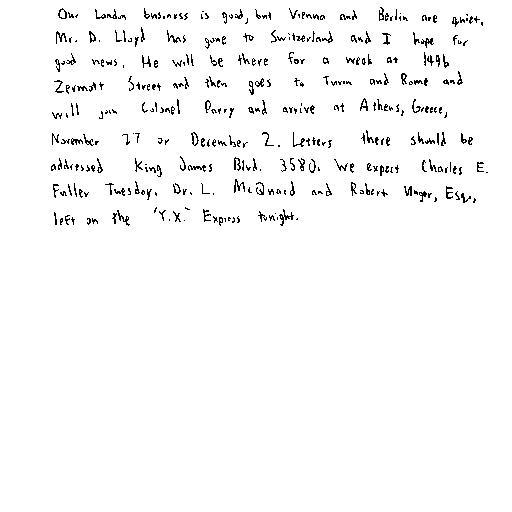 Our London business is good, but Vienna and Berlin are quiet.
Mr. D. Lloyd has gone to Switzerland and I hope for
good news. He will be there for a week at 1496
Zermott Street and then goes to Turin and Rome and
will join Colonel Parry and arrive at Athens, Greece,
November 27 or December 2. Letters there should be
addressed King James Blvd. 3580. We expect Charles E.
Fuller Tuesday. Dr. L. McQuaid and Robert Unger, Esq.,
left on the "Y.X." Express tonight.